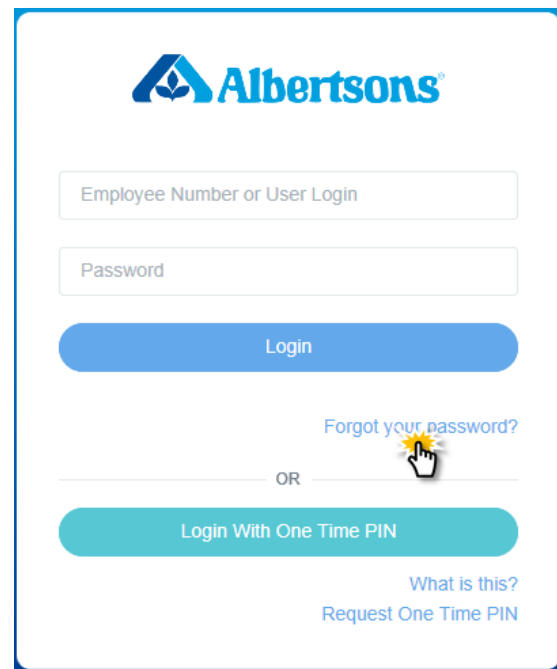 Albertsons®
Employee Number or User Login
Password
Login
Forgot your password?
OR
Login With One Time PIN
What is this?
Request One Time PIN